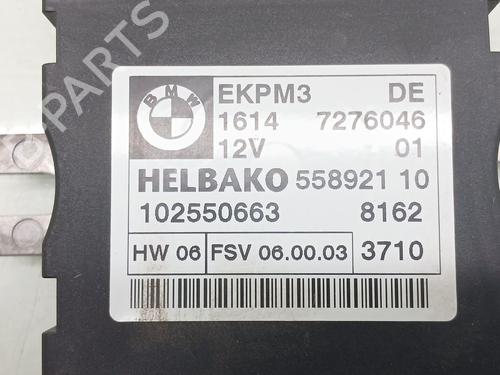 PARTS
BMW
EKPM3 DE
1614 7276046
12V 01
HELBAKO 558921 10
102550663 8162
HW 06 FSV 06.00.03 3710